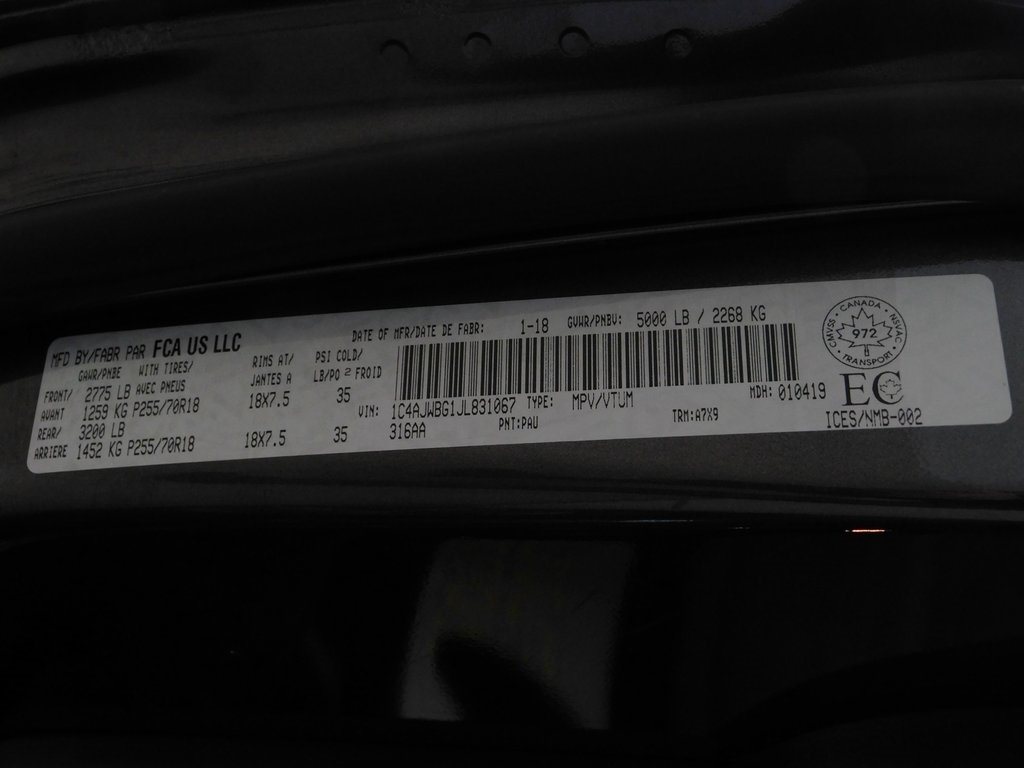 MFD BY/FABR PAR FCA US LLC
DATE OF MFR/DATE DE FABR: 1-18 GVWR/PNBV: 5000 LB / 2268 KG
GAWR/PNBE WITH TIRES/ RIMS AT/ PSI COLD/
AVEC PNEUS JANTES A LB/PO² FROID
FRONT/ 2775 LB
AVANT 1259 KG P255/70R18 18X7.5 35
REAR/ 3200 LB
ARRIERE 1452 KG P255/70R18 18X7.5 35
VIN: 1C4AJWBG1JL831067 TYPE: MPV/VTUM MDH: 010419
316AA PNT:PAU TRM:A7X9
CMVSS · CANADA · NSVAC
972
TRANSPORT
EC
ICES/NMB-002